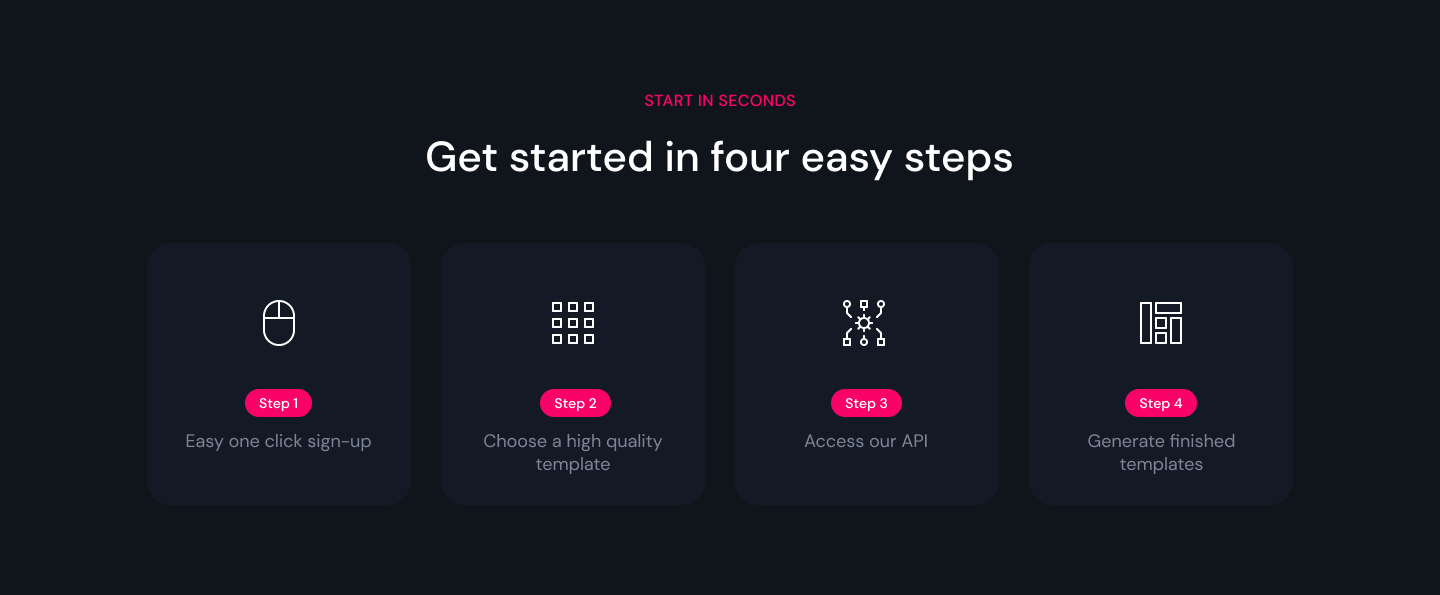 START IN SECONDS
Get started in four easy steps
Step 1
Easy one click sign-up
Step 2
Choose a high quality
template
Step 3
Access our API
Step 4
Generate finished
templates